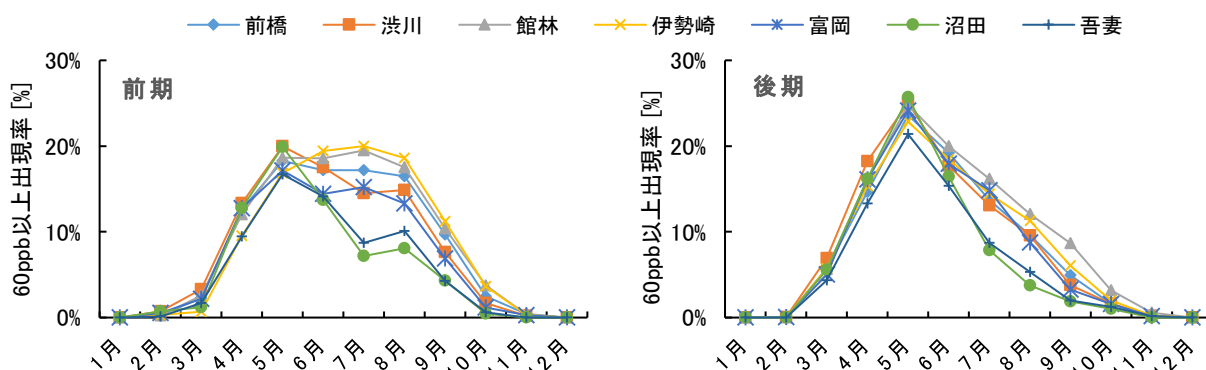 前橋 渋川 館林 伊勢崎 富岡 沼田 吾妻
前期
60ppb以上出現率 [%]
30%
20%
10%
0%
1月 2月 3月 4月 5月 6月 7月 8月 9月 10月 11月 12月
後期
60ppb以上出現率 [%]
30%
20%
10%
0%
1月 2月 3月 4月 5月 6月 7月 8月 9月 10月 11月 12月